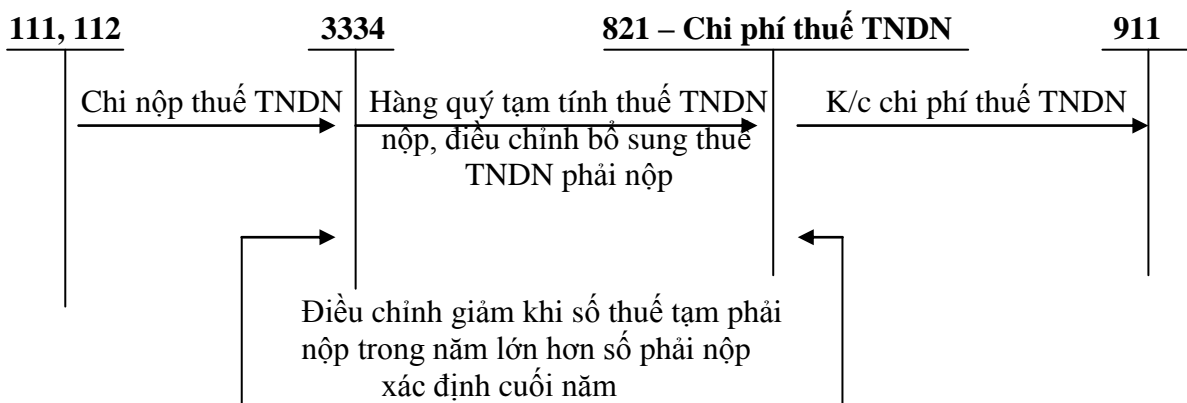 111, 112 3334 821 – Chi phí thuế TNDN 911
Chi nộp thuế TNDN Hàng quý tạm tính thuế TNDN K/c chi phí thuế TNDN
nộp, điều chỉnh bổ sung thuế
TNDN phải nộp
Điều chỉnh giảm khi số thuế tạm phải
nộp trong năm lớn hơn số phải nộp
xác định cuối năm